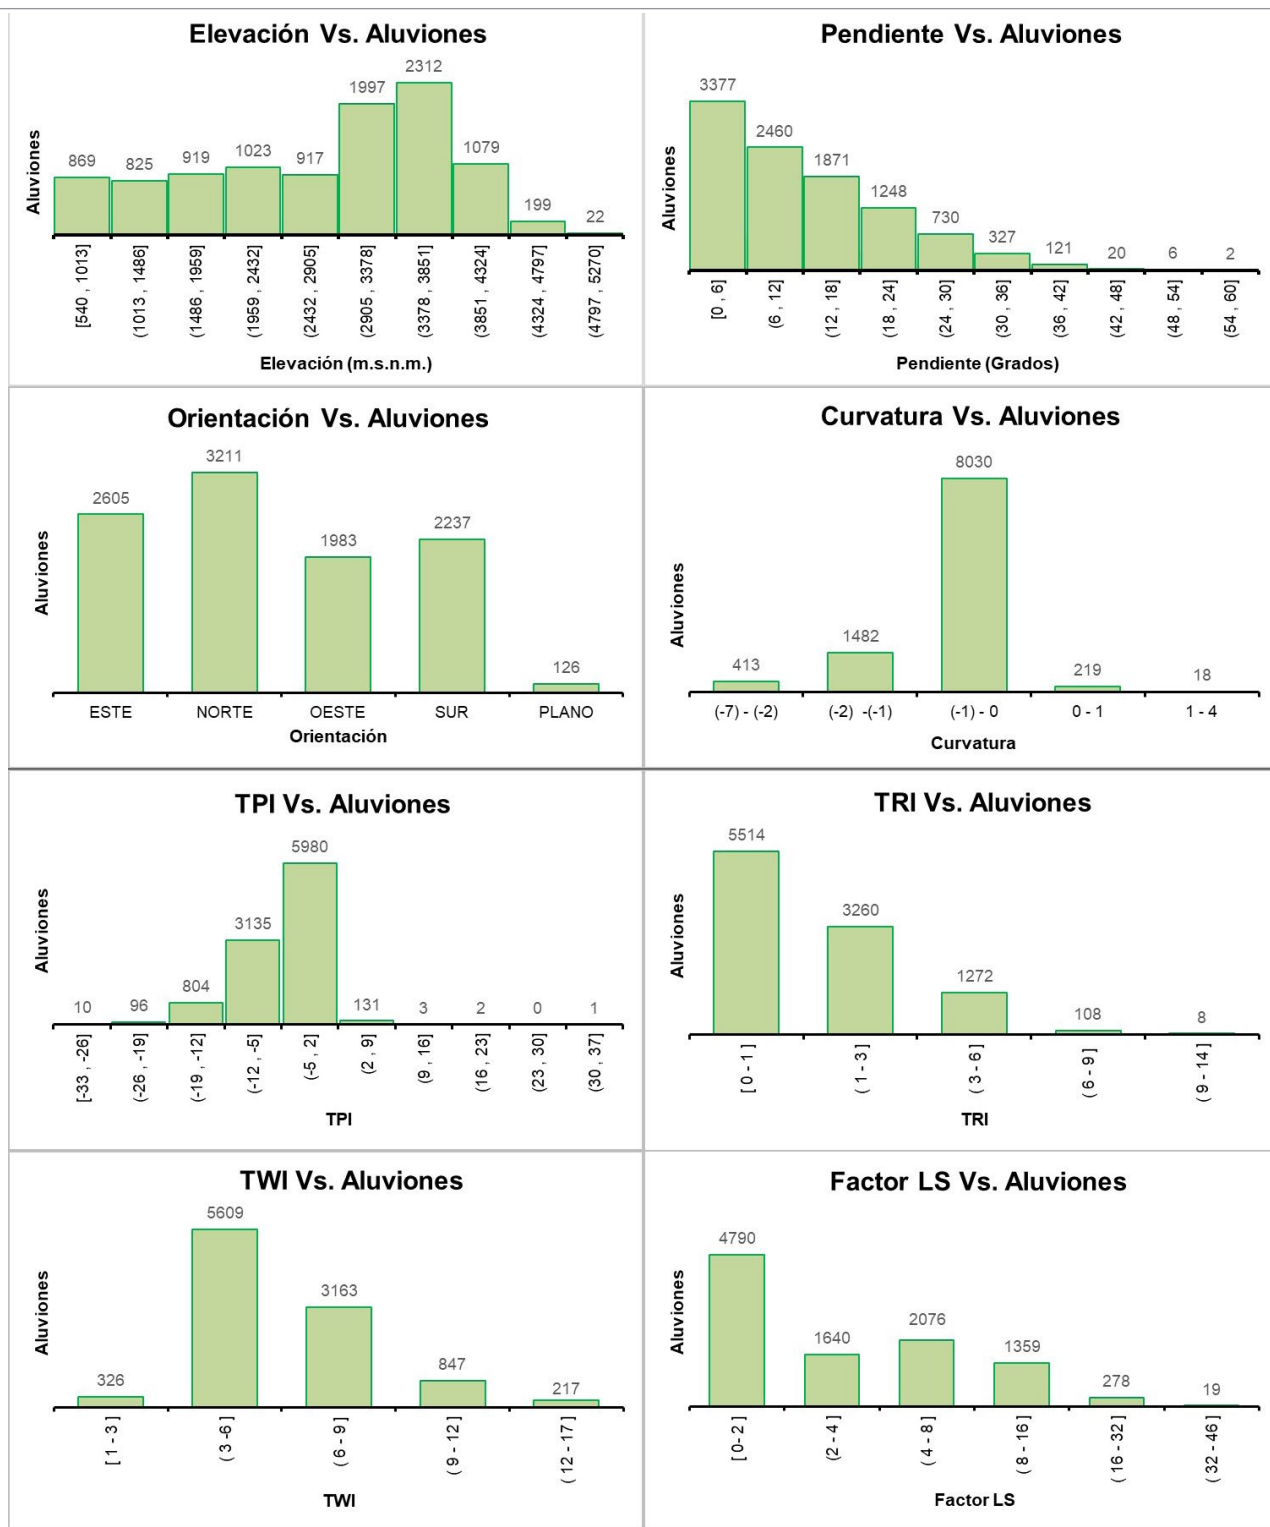 Elevación Vs. Aluviones
Aluviones
869
825
919
1023
917
1997
2312
1079
199
22
[540 , 1013]
(1013 , 1486]
(1486 , 1959]
(1959 , 2432]
(2432 , 2905]
(2905 , 3378]
(3378 , 3851]
(3851 , 4324]
(4324 , 4797]
(4797 , 5270]
Elevación (m.s.n.m.)
Pendiente Vs. Aluviones
Aluviones
3377
2460
1871
1248
730
327
121
20
6
2
[0 , 6]
(6 , 12]
(12 , 18]
(18 , 24]
(24 , 30]
(30 , 36]
(36 , 42]
(42 , 48]
(48 , 54]
(54 , 60]
Pendiente (Grados)
Orientación Vs. Aluviones
Aluviones
2605
3211
1983
2237
126
ESTE
NORTE
OESTE
SUR
PLANO
Orientación
Curvatura Vs. Aluviones
Aluviones
413
1482
8030
219
18
(-7) - (-2)
(-2) -(-1)
(-1) - 0
0 - 1
1 - 4
Curvatura
TPI Vs. Aluviones
Aluviones
10
96
804
3135
5980
131
3
2
0
1
[-33 , -26]
(-26 , -19]
(-19 , -12]
(-12 , -5]
(-5 , 2]
(2 , 9]
(9 , 16]
(16 , 23]
(23 , 30]
(30 , 37]
TPI
TRI Vs. Aluviones
Aluviones
5514
3260
1272
108
8
[ 0 - 1 ]
( 1 - 3 ]
( 3 - 6 ]
( 6 - 9 ]
( 9 - 14 ]
TRI
TWI Vs. Aluviones
Aluviones
326
5609
3163
847
217
[ 1 - 3 ]
( 3 -6 ]
( 6 - 9 ]
( 9 - 12 ]
( 12 - 17 ]
TWI
Factor LS Vs. Aluviones
Aluviones
4790
1640
2076
1359
278
19
[ 0-2 ]
(2 - 4 ]
( 4 - 8 ]
( 8 - 16 ]
( 16 - 32 ]
( 32 - 46 ]
Factor LS